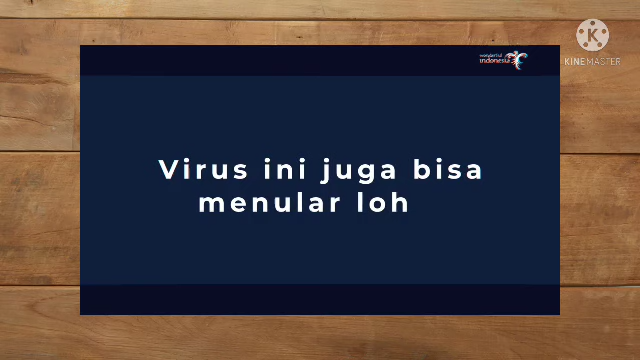 wonderful
indonesia
K
KINEMASTER
Virus ini juga bisa
menular loh